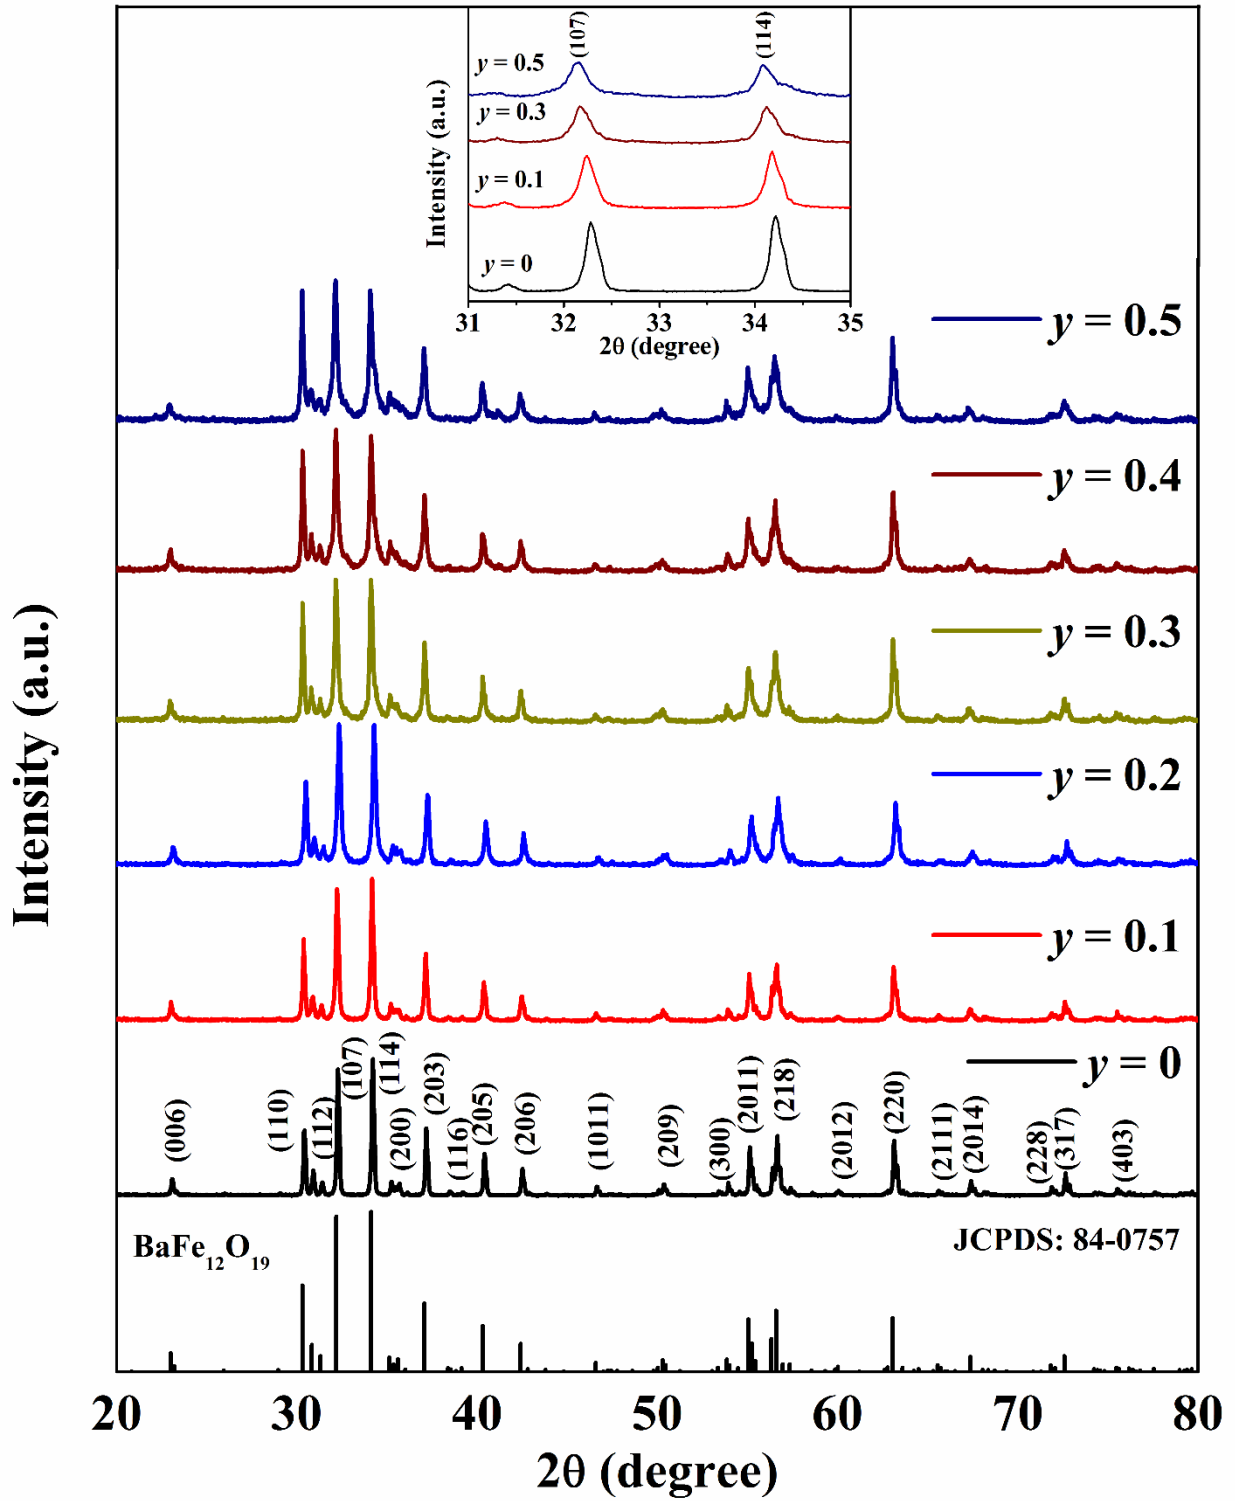 (107)
(114)
y = 0.5
y = 0.3
y = 0.1
y = 0
Intensity (a.u.)
31 32 33 34 35
2θ (degree)
y = 0.5
y = 0.4
y = 0.3
y = 0.2
y = 0.1
y = 0
(006)
(110)
(112)
(107)
(114)
(200)
(203)
(116)
(205)
(206)
(1011)
(209)
(300)
(2011)
(218)
(2012)
(220)
(2111)
(2014)
(228)
(317)
(403)
BaFe₁₂O₁₉
JCPDS: 84-0757
Intensity (a.u.)
20 30 40 50 60 70 80
2θ (degree)